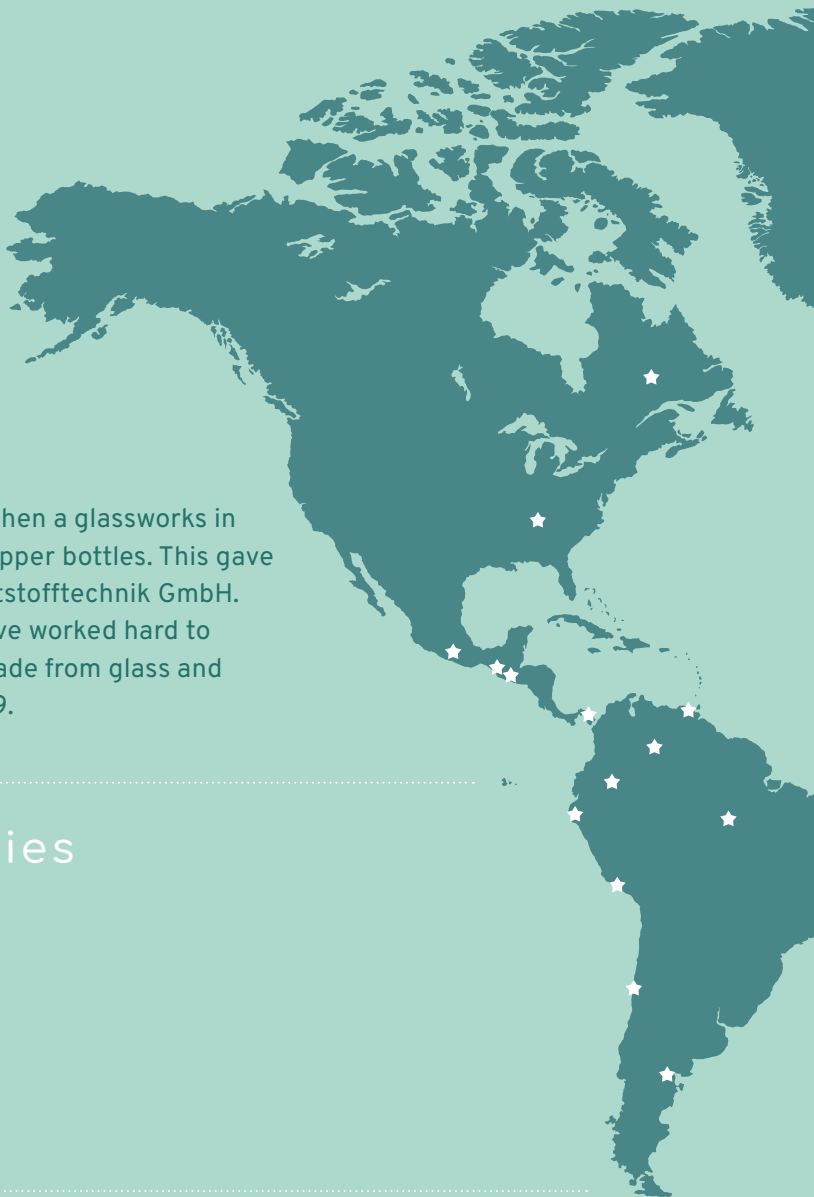 hen a glassworks in
pper bottles. This gave
tstofftechnik GmbH.
ve worked hard to
ade from glass and
9.
ies